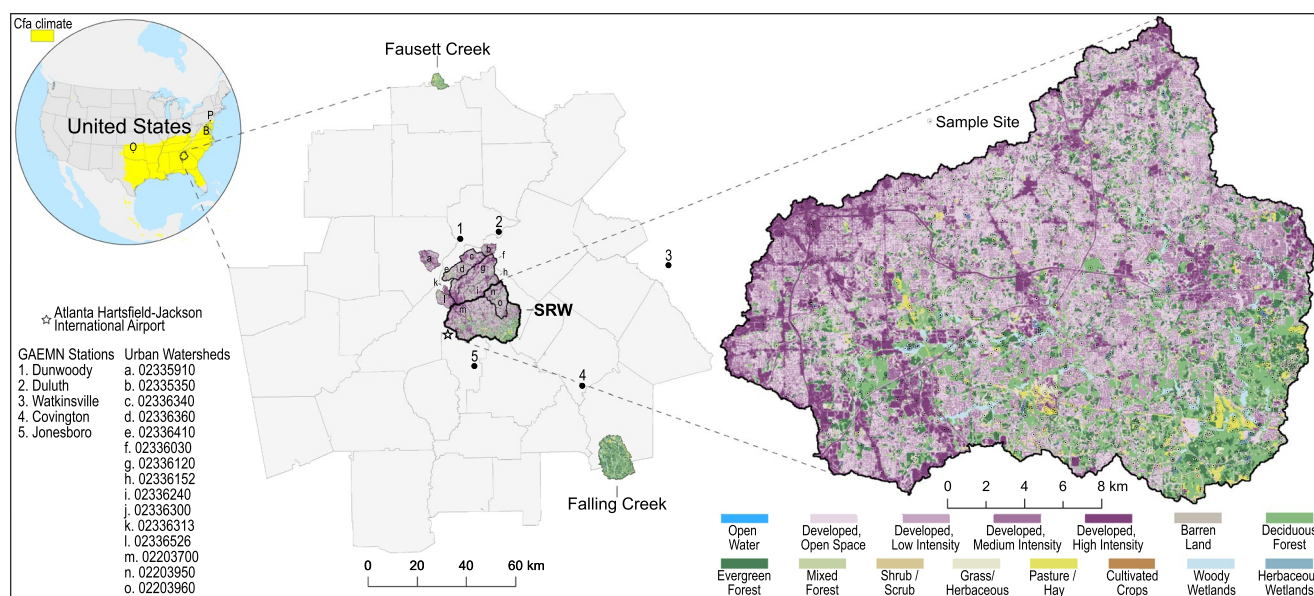 Cfa climate
United States
P
B
O
Fausett Creek
Sample Site
1
2
3
a
b
c
f
d
g
e
h
k
o
m
SRW
Atlanta Hartsfield-Jackson
International Airport
5
4
GAEMN Stations
1. Dunwoody
2. Duluth
3. Watkinsville
4. Covington
5. Jonesboro
Urban Watersheds
a. 02335910
b. 02335350
c. 02336340
d. 02336360
e. 02336410
f. 02336030
g. 02336120
h. 02336152
i. 02336240
j. 02336300
k. 02336313
l. 02336526
m. 02203700
n. 02203950
o. 02203960
Falling Creek
0 20 40 60 km
0 2 4 6 8 km
Open
Water
Developed,
Open Space
Developed,
Low Intensity
Developed,
Medium Intensity
Developed,
High Intensity
Barren
Land
Deciduous
Forest
Evergreen
Forest
Mixed
Forest
Shrub /
Scrub
Grass/
Herbaceous
Pasture /
Hay
Cultivated
Crops
Woody
Wetlands
Herbaceous
Wetlands